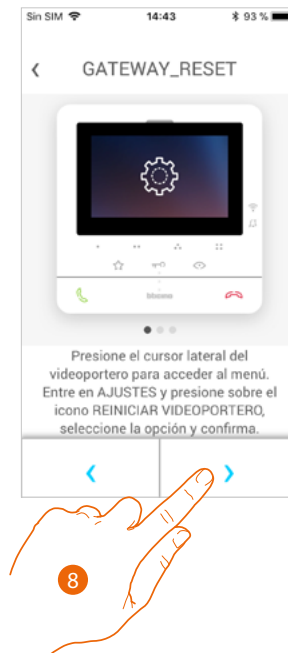 Sin SIM 14:43 93 %
GATEWAY_RESET
bticino
Presione el cursor lateral del
videoportero para acceder al menú.
Entre en AJUSTES y presione sobre el
icono REINICIAR VIDEOPORTERO,
seleccione la opción y confirma.
8